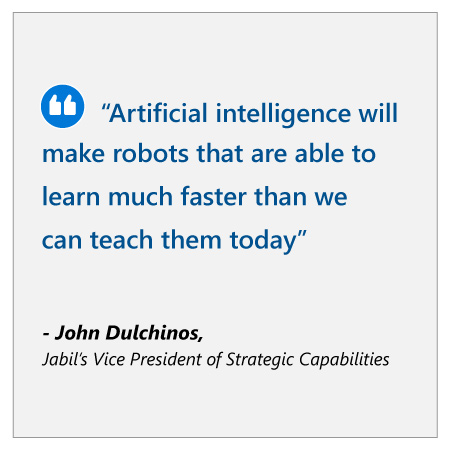 “Artificial intelligence will
make robots that are able to
learn much faster than we
can teach them today”
- John Dulchinos,
Jabil's Vice President of Strategic Capabilities